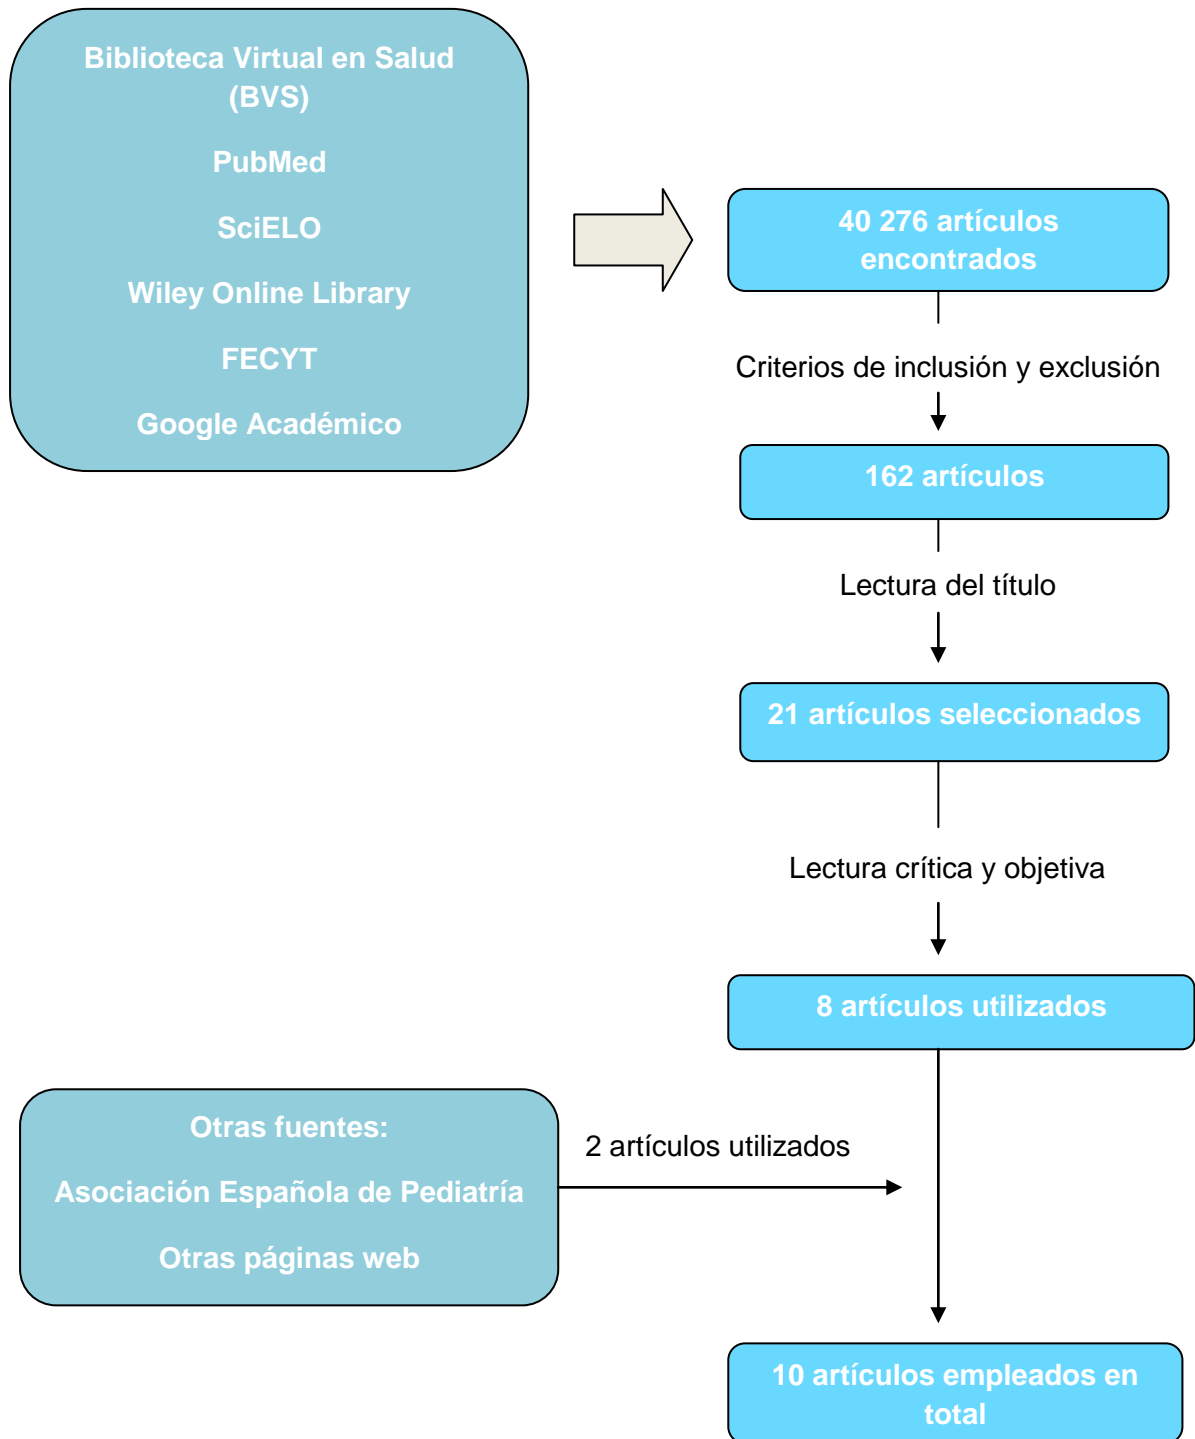 Biblioteca Virtual en Salud
(BVS)
PubMed
SciELO
Wiley Online Library
FECYT
Google Académico
40 276 artículos
encontrados
Criterios de inclusión y exclusión
162 artículos
Lectura del título
21 artículos seleccionados
Lectura crítica y objetiva
8 artículos utilizados
Otras fuentes:
Asociación Española de Pediatría
Otras páginas web
2 artículos utilizados
10 artículos empleados en
total